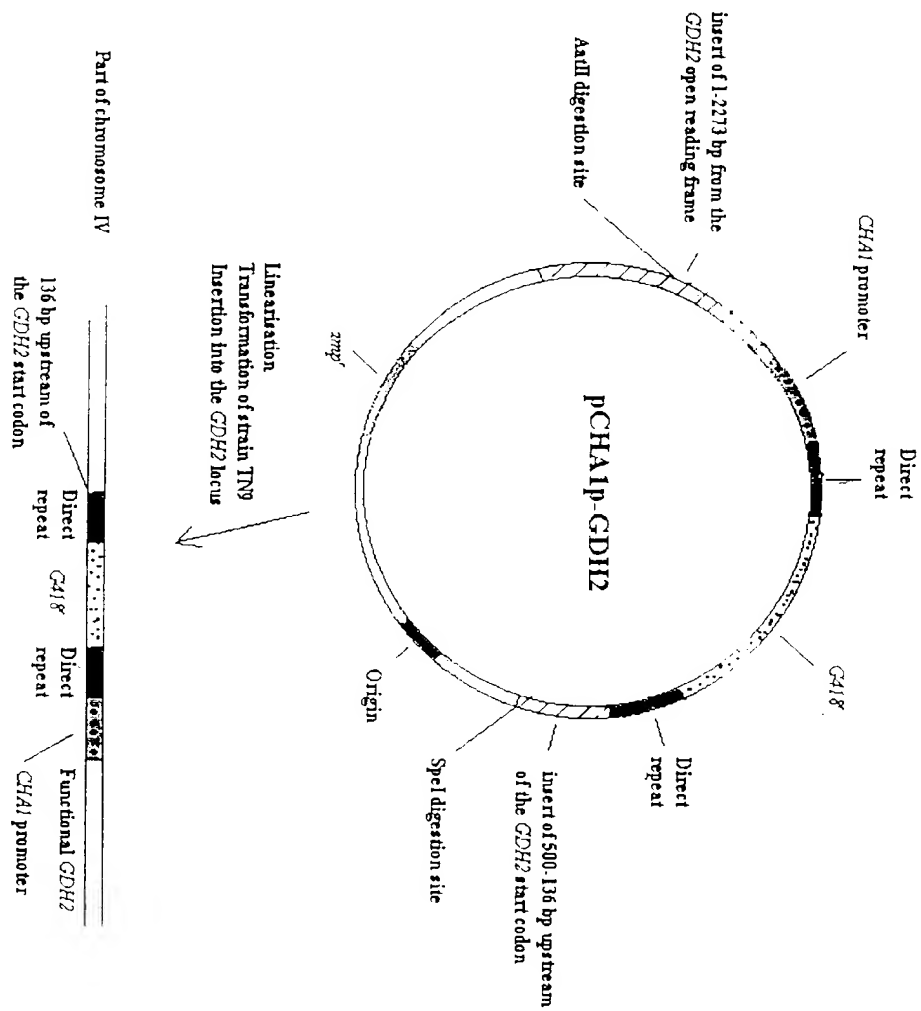 pCHA1p-GDH2
insert of 1-2273 bp from the
GDH2 open reading frame
AatII digestion site
CHA1 promoter
Direct
repeat
G418ʳ
Direct
repeat
insert of 500-136 bp upstream
of the GDH2 start codon
SpeI digestion site
Origin
ampʳ
Linearisation
Transformation of strain TN9
Insertion into the GDH2 locus
Part of chromosome IV
136 bp upstream of
the GDH2 start codon
Direct
repeat
G418ʳ
Direct
repeat
CHA1 promoter
Functional GDH2